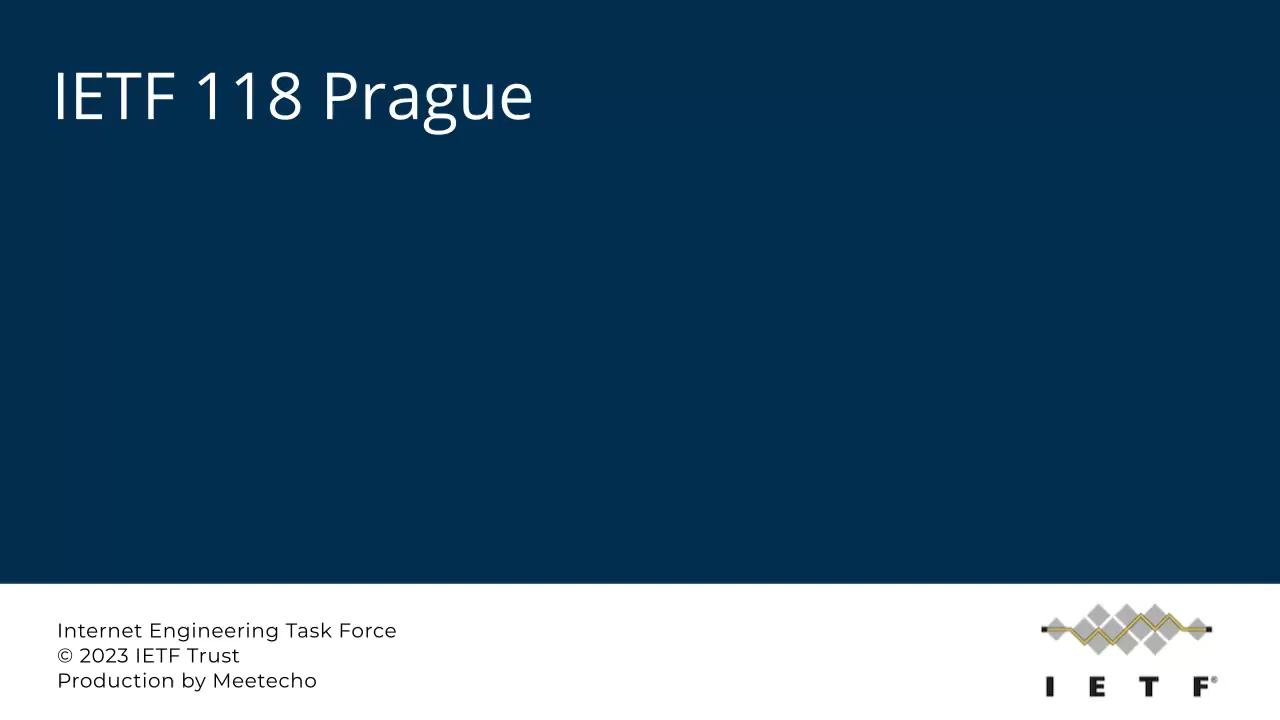 IETF 118 Prague
Internet Engineering Task Force
© 2023 IETF Trust
Production by Meetecho
I E T F®